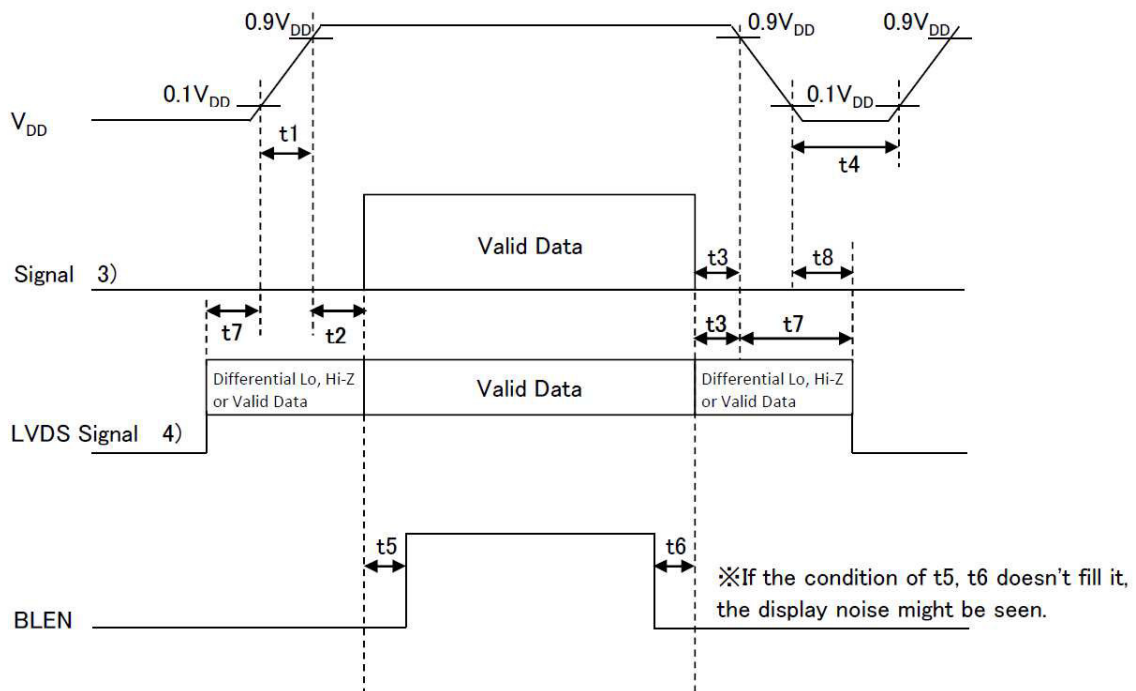 0.9VDD
0.9VDD
0.9VDD
0.1VDD
0.1VDD
VDD
t1
t4
Valid Data
Signal 3)
t3
t8
t7
t2
t3
t7
Differential Lo, Hi-Z
or Valid Data
Valid Data
Differential Lo, Hi-Z
or Valid Data
LVDS Signal 4)
t5
t6
※If the condition of t5, t6 doesn't fill it,
the display noise might be seen.
BLEN